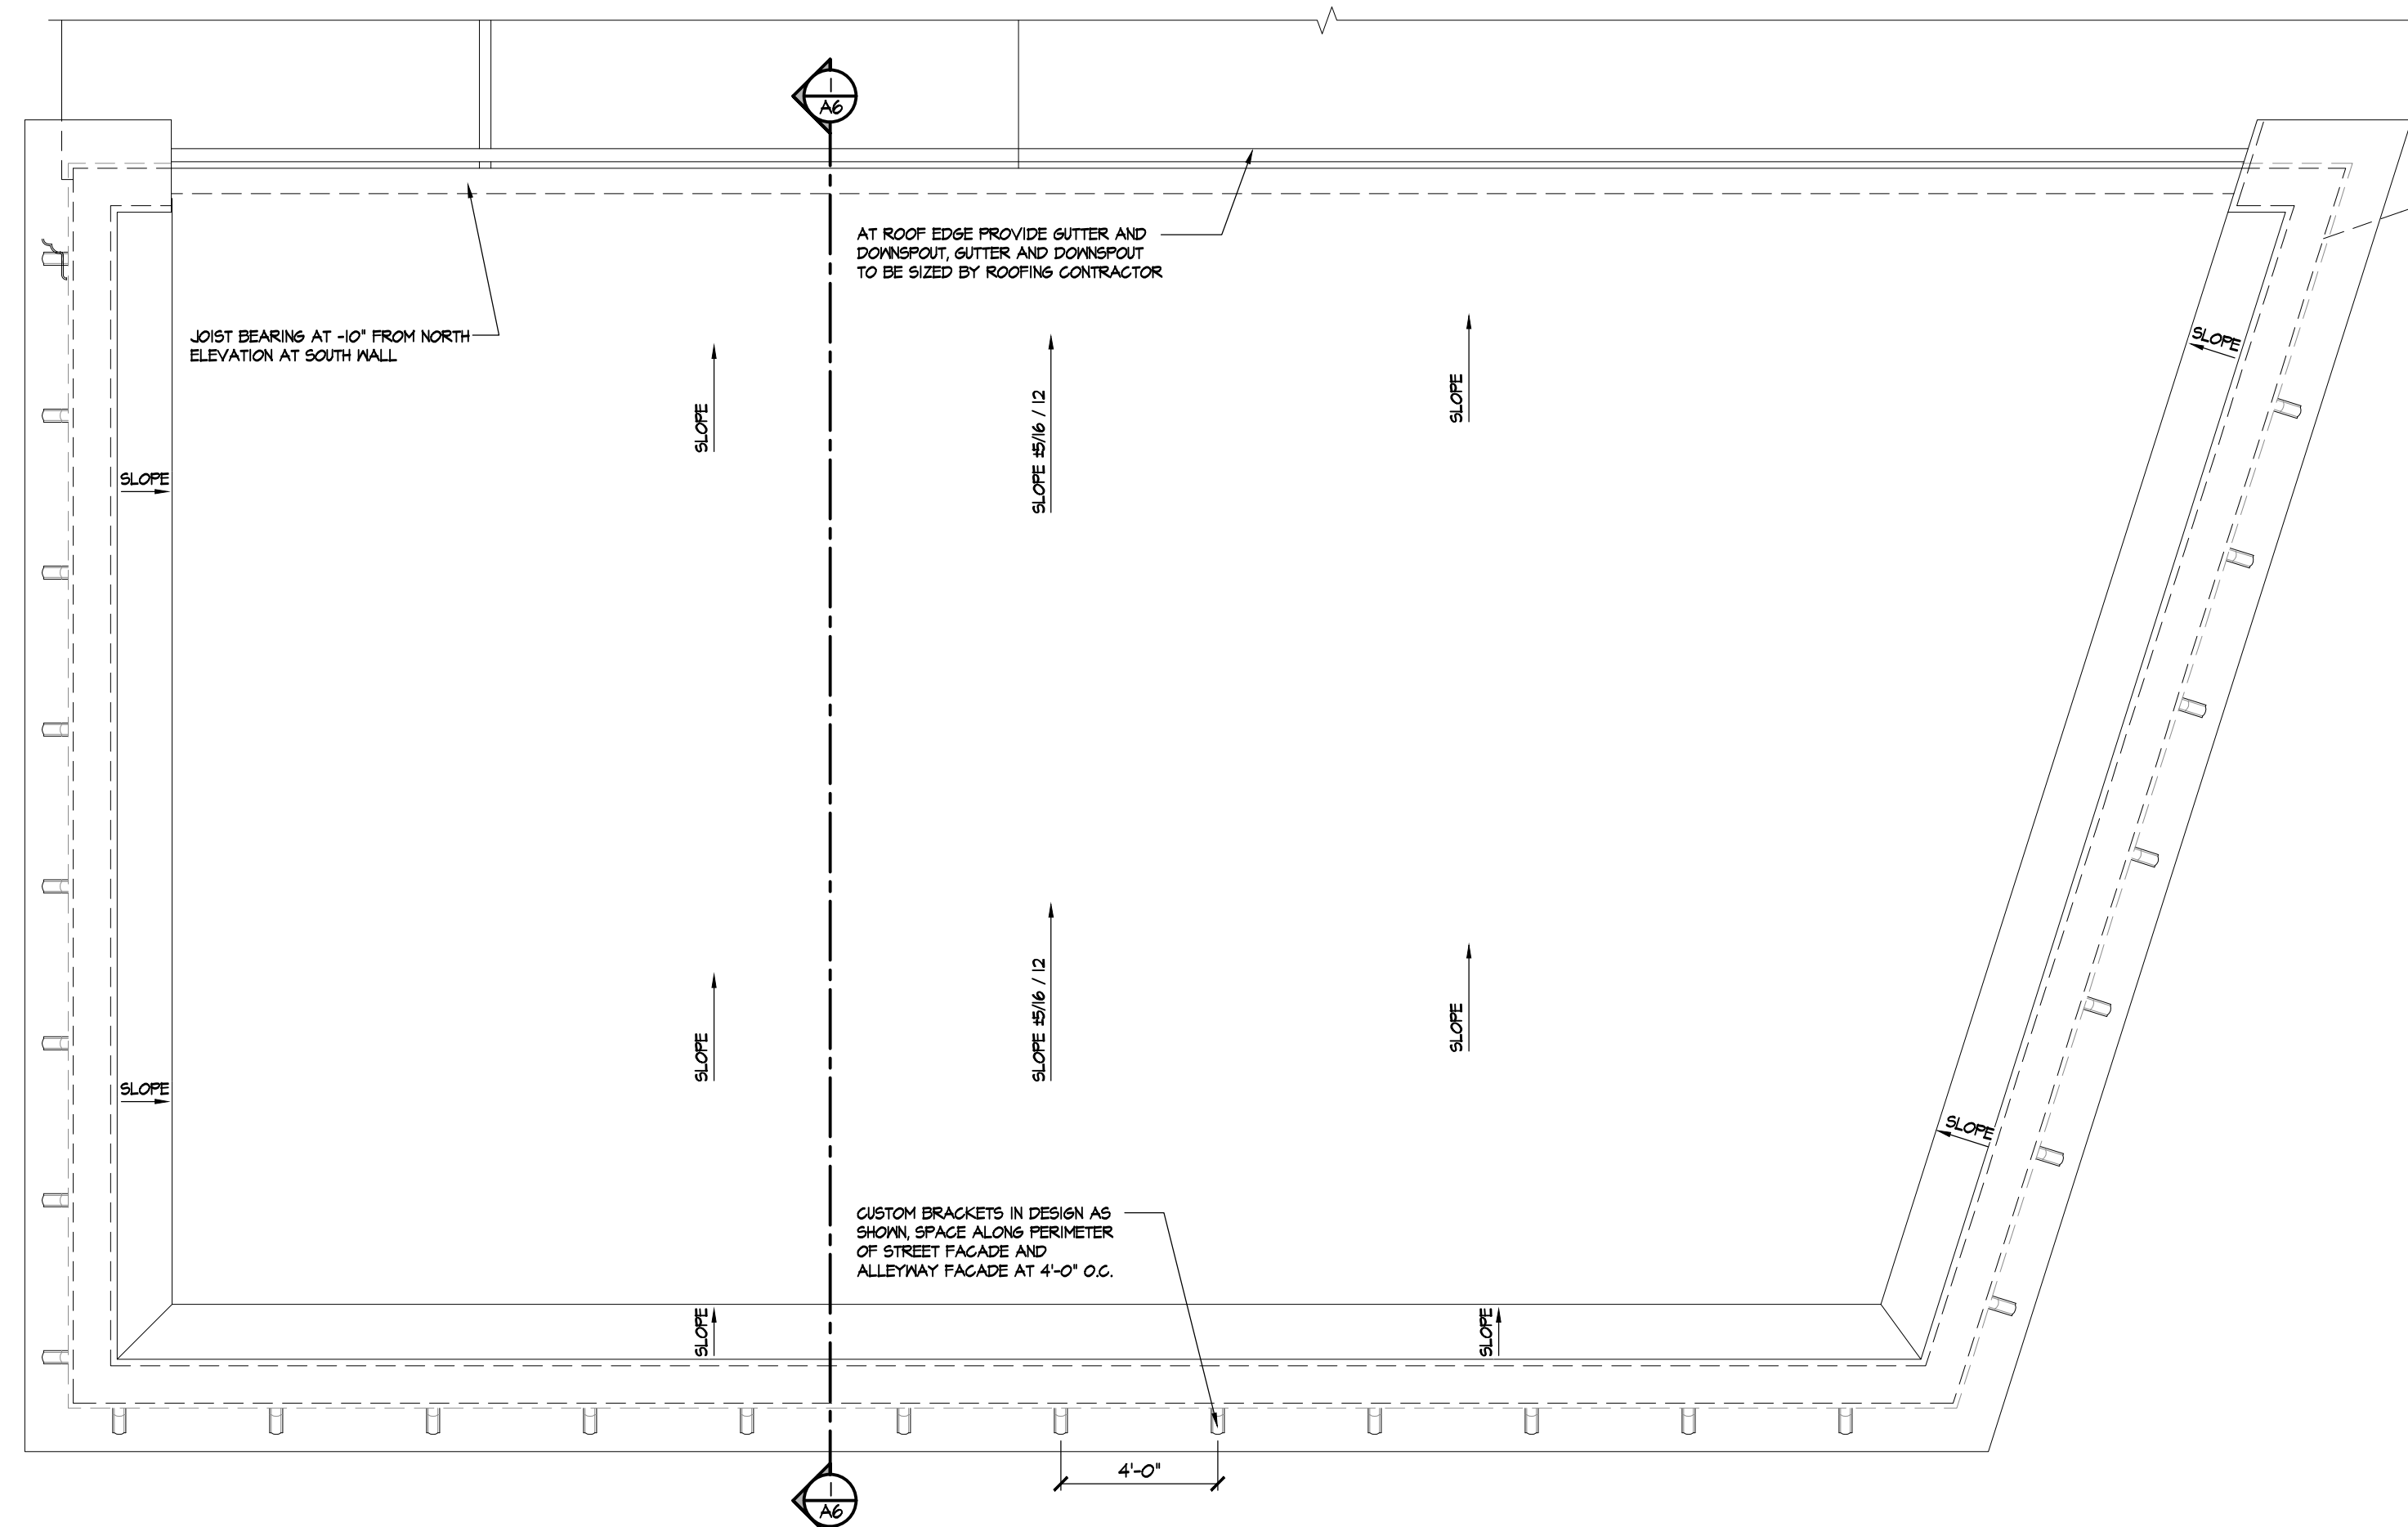 1
A6
AT ROOF EDGE PROVIDE GUTTER AND
DOWNSPOUT, GUTTER AND DOWNSPOUT
TO BE SIZED BY ROOFING CONTRACTOR
JOIST BEARING AT -10" FROM NORTH
ELEVATION AT SOUTH WALL
SLOPE
SLOPE
SLOPE ±5/16 / 12
SLOPE
SLOPE
SLOPE
SLOPE ±5/16 / 12
SLOPE
SLOPE
SLOPE
CUSTOM BRACKETS IN DESIGN AS
SHOWN, SPACE ALONG PERIMETER
OF STREET FACADE AND
ALLEYWAY FACADE AT 4'-0" O.C.
SLOPE
SLOPE
4'-0"
1
A6